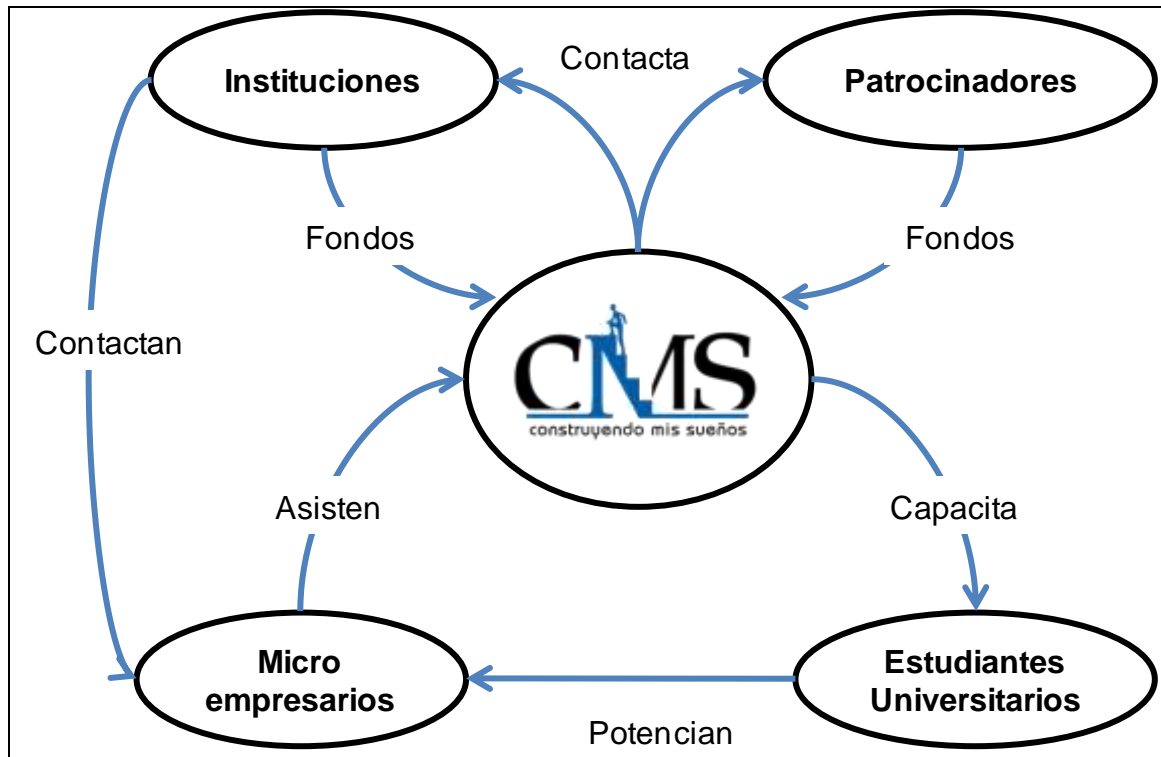 Instituciones
Contacta
Patrocinadores
Fondos
Fondos
Contactan
CMS
construyendo mis sueños
Asisten
Capacita
Micro
empresarios
Estudiantes
Universitarios
Potencian